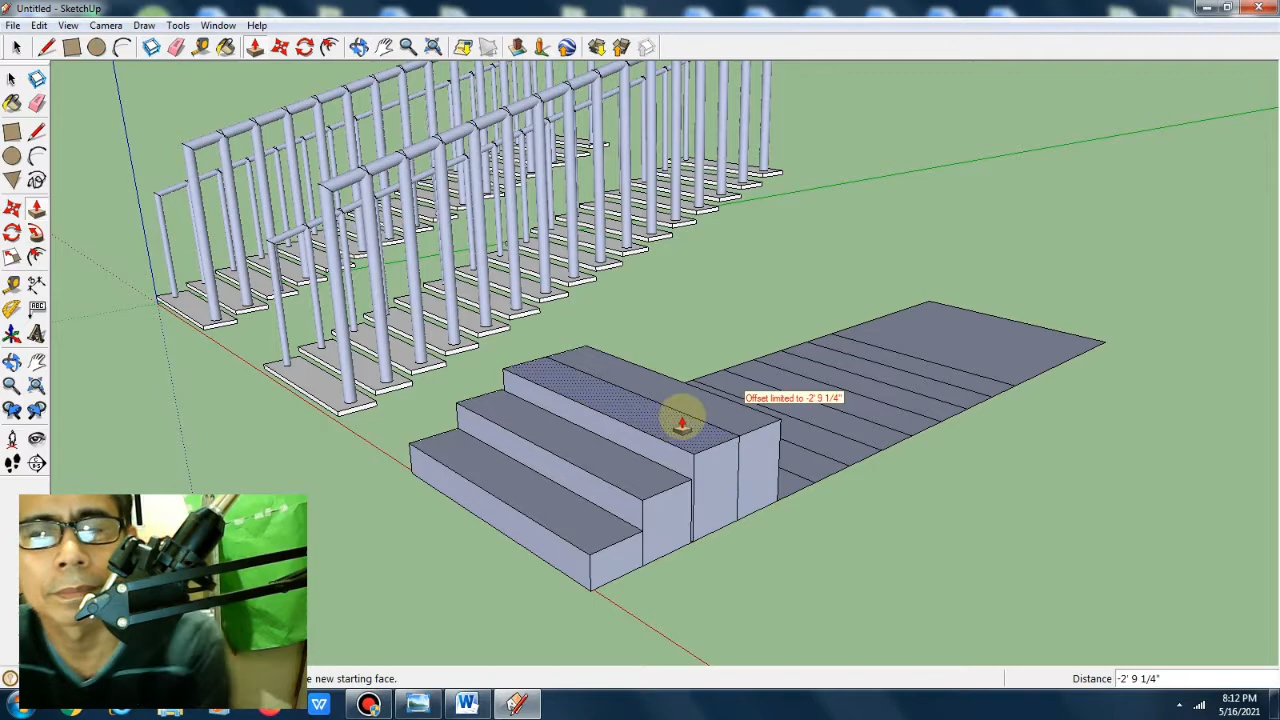 Untitled - SketchUp
File Edit View Camera Draw Tools Window Help
ABC
Offset limited to -2' 9 1/4"
e new starting face.
Distance -2' 9 1/4"
W
W
8:12 PM
5/16/2021